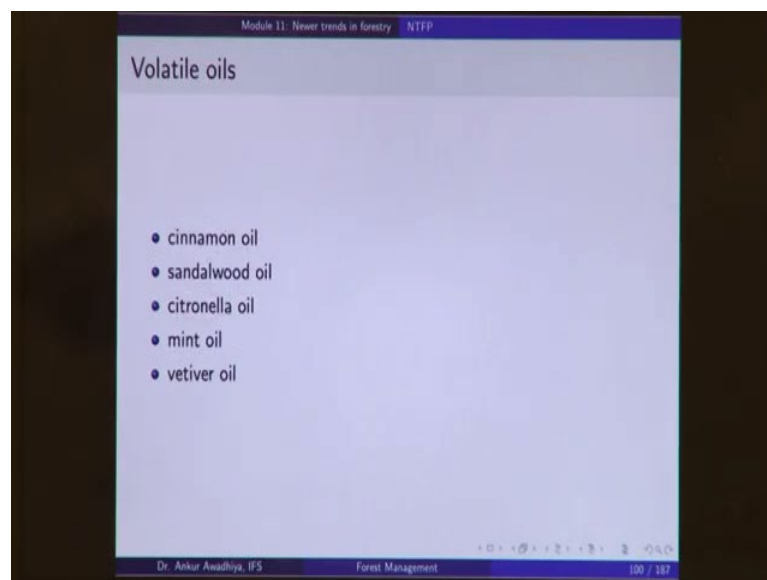 Module 11: Newer trends in forestry NTFP
Volatile oils
• cinnamon oil
• sandalwood oil
• citronella oil
• mint oil
• vetiver oil
Dr. Ankur Awadhiya, IFS Forest Management 100 / 187